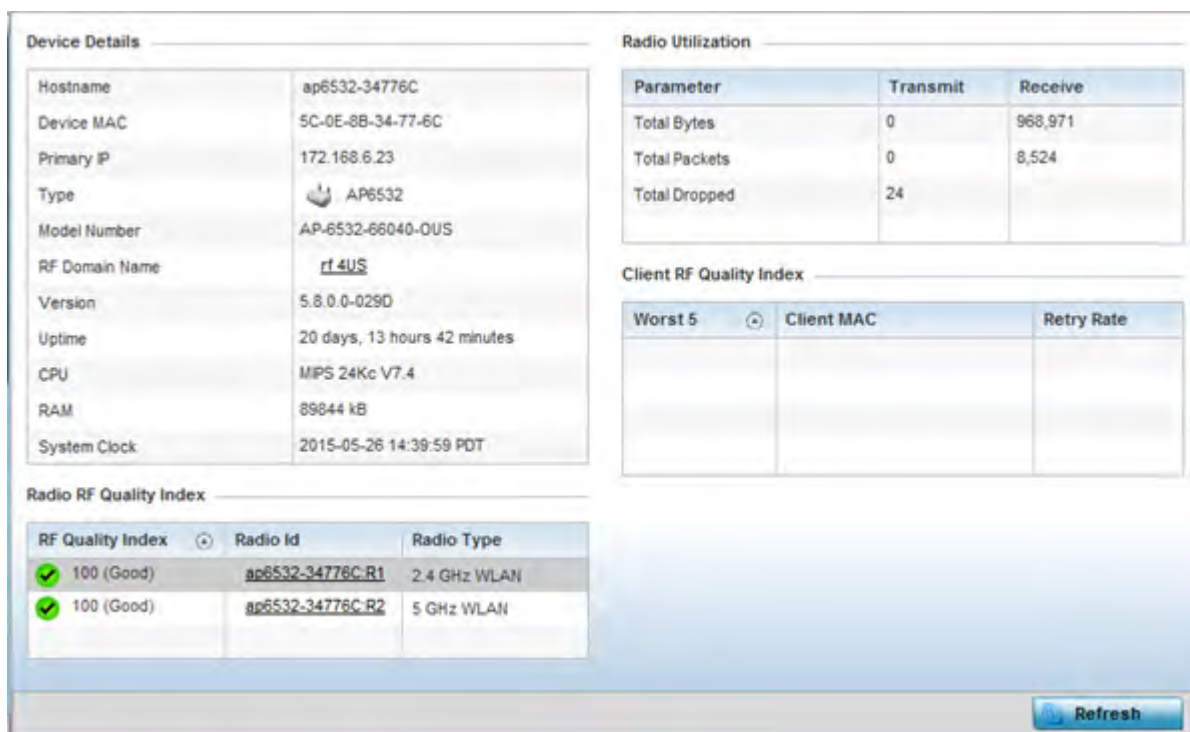 Device Details
Hostname ap6532-34776C
Device MAC 5C-0E-8B-34-77-6C
Primary IP 172.168.6.23
Type AP6532
Model Number AP-6532-66040-OUS
RF Domain Name rf 4US
Version 5.8.0.0-029D
Uptime 20 days, 13 hours 42 minutes
CPU MIPS 24Kc V7.4
RAM 89844 kB
System Clock 2015-05-26 14:39:59 PDT
Radio RF Quality Index
RF Quality Index Radio Id Radio Type
100 (Good) ap6532-34776C:R1 2.4 GHz WLAN
100 (Good) ap6532-34776C:R2 5 GHz WLAN
Radio Utilization
Parameter Transmit Receive
Total Bytes 0 968,971
Total Packets 0 8,524
Total Dropped 24
Client RF Quality Index
Worst 5 Client MAC Retry Rate
Refresh